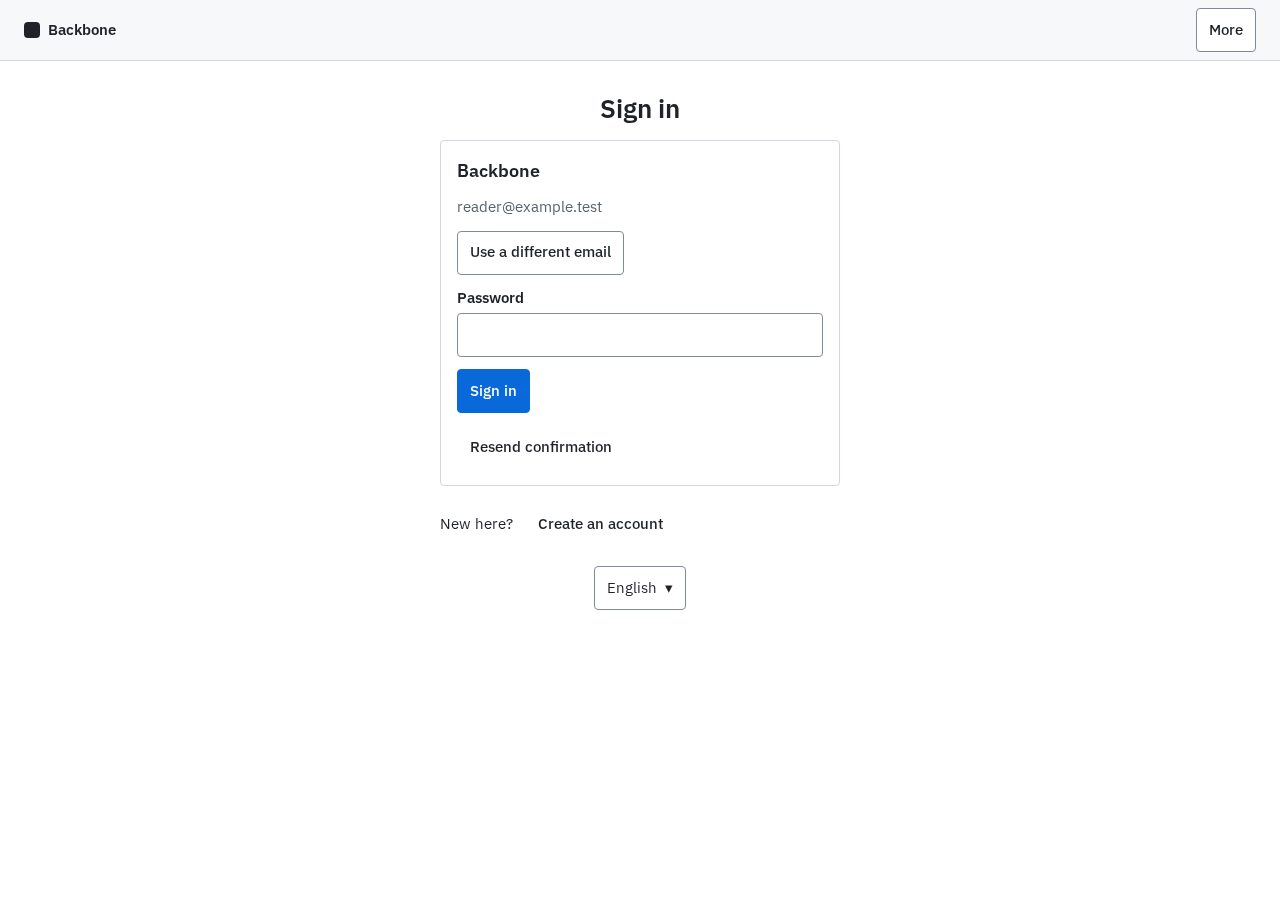 Backbone
More
Sign in
Backbone
reader@example.test
Use a different email
Password
Sign in
Resend confirmation
New here? Create an account
English ▾